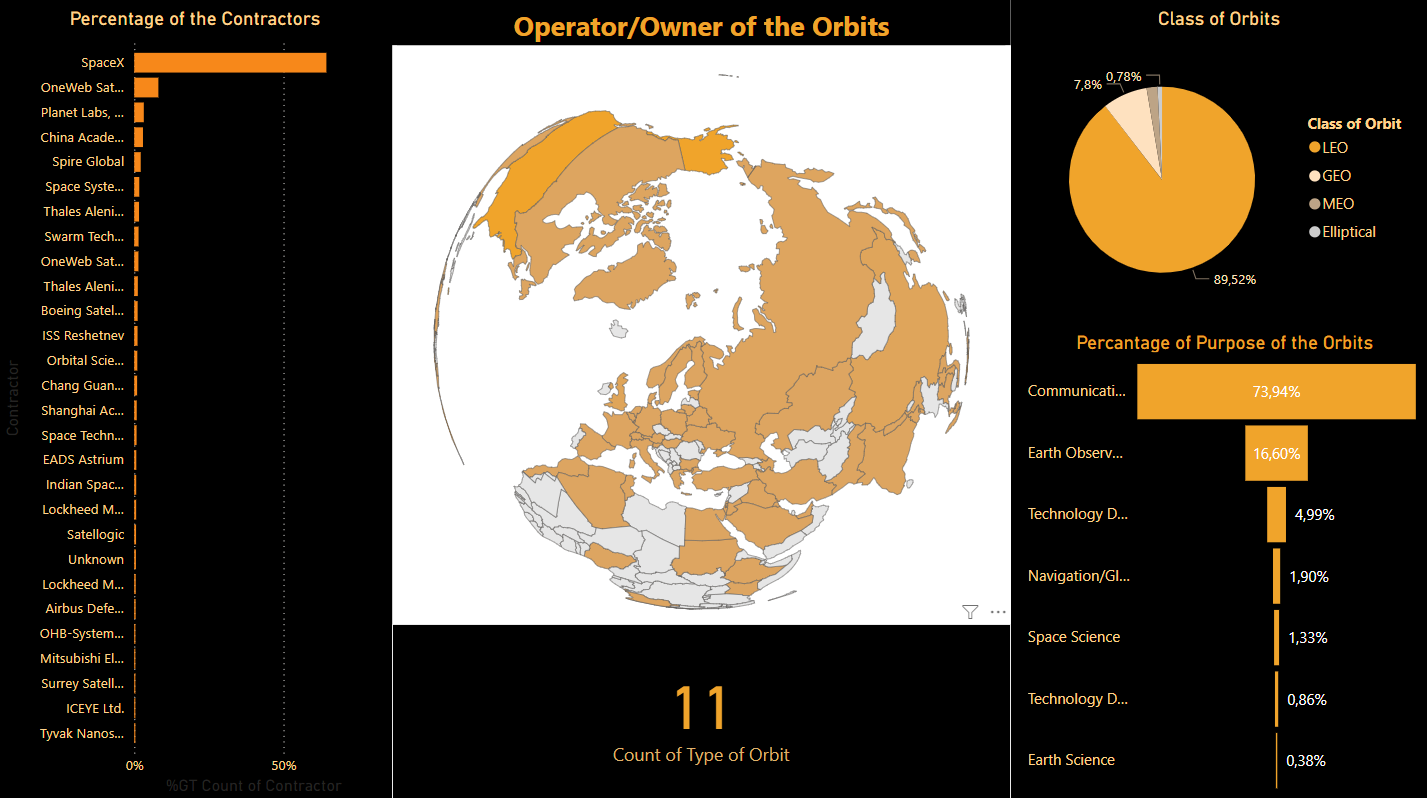 Percentage of the Contractors
Contractor
SpaceX
OneWeb Sat...
Planet Labs, ...
China Acade...
Spire Global
Space Syste...
Thales Aleni...
Swarm Tech...
OneWeb Sat...
Thales Aleni...
Boeing Satel...
ISS Reshetnev
Orbital Scie...
Chang Guan...
Shanghai Ac...
Space Techn...
EADS Astrium
Indian Spac...
Lockheed M...
Satellogic
Unknown
Lockheed M...
Airbus Defe...
OHB-System...
Mitsubishi El...
Surrey Satell...
ICEYE Ltd.
Tyvak Nanos...
0% 50%
%GT Count of Contractor
Operator/Owner of the Orbits
11
Count of Type of Orbit
Class of Orbits
0,78%
7,8%
89,52%
Class of Orbit
LEO
GEO
MEO
Elliptical
Percantage of Purpose of the Orbits
Communicati... 73,94%
Earth Observ... 16,60%
Technology D... 4,99%
Navigation/Gl... 1,90%
Space Science 1,33%
Technology D... 0,86%
Earth Science 0,38%